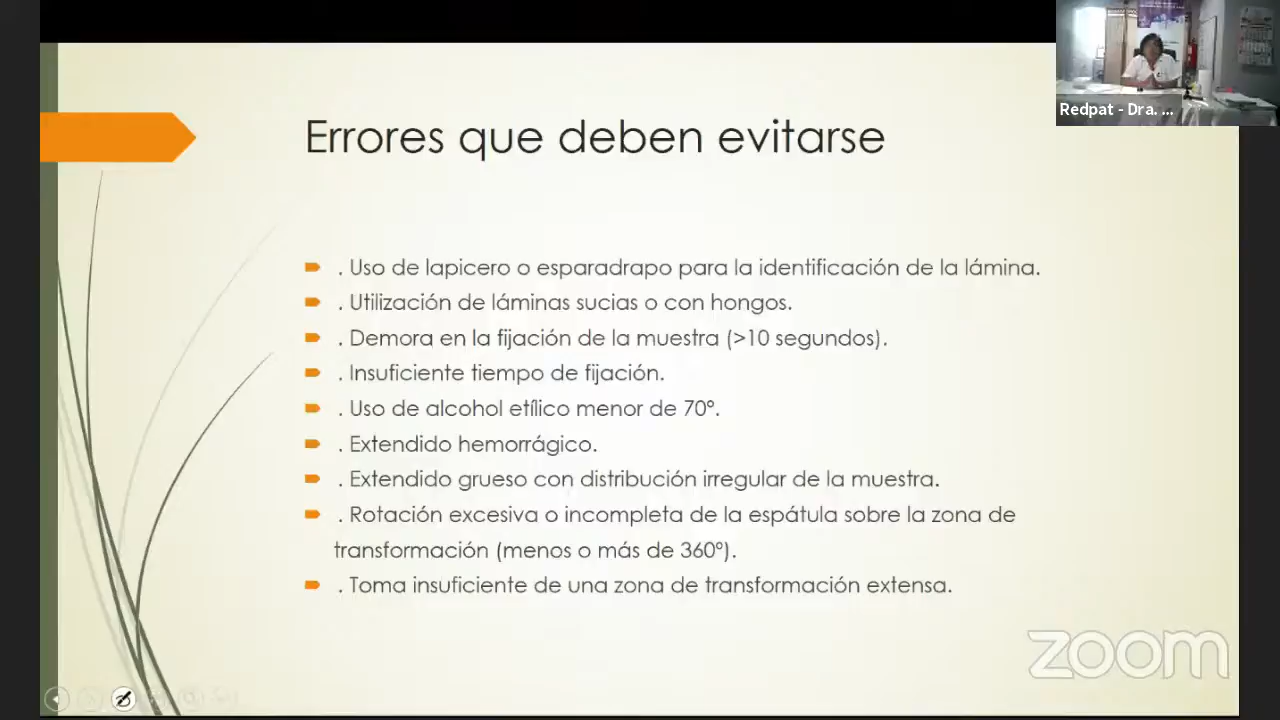 Redpat - Dra. ...
Errores que deben evitarse
. Uso de lapicero o esparadrapo para la identificación de la lámina.
. Utilización de láminas sucias o con hongos.
. Demora en la fijación de la muestra (>10 segundos).
. Insuficiente tiempo de fijación.
. Uso de alcohol etílico menor de 70º.
. Extendido hemorrágico.
. Extendido grueso con distribución irregular de la muestra.
. Rotación excesiva o incompleta de la espátula sobre la zona de
transformación (menos o más de 360º).
. Toma insuficiente de una zona de transformación extensa.
zoom